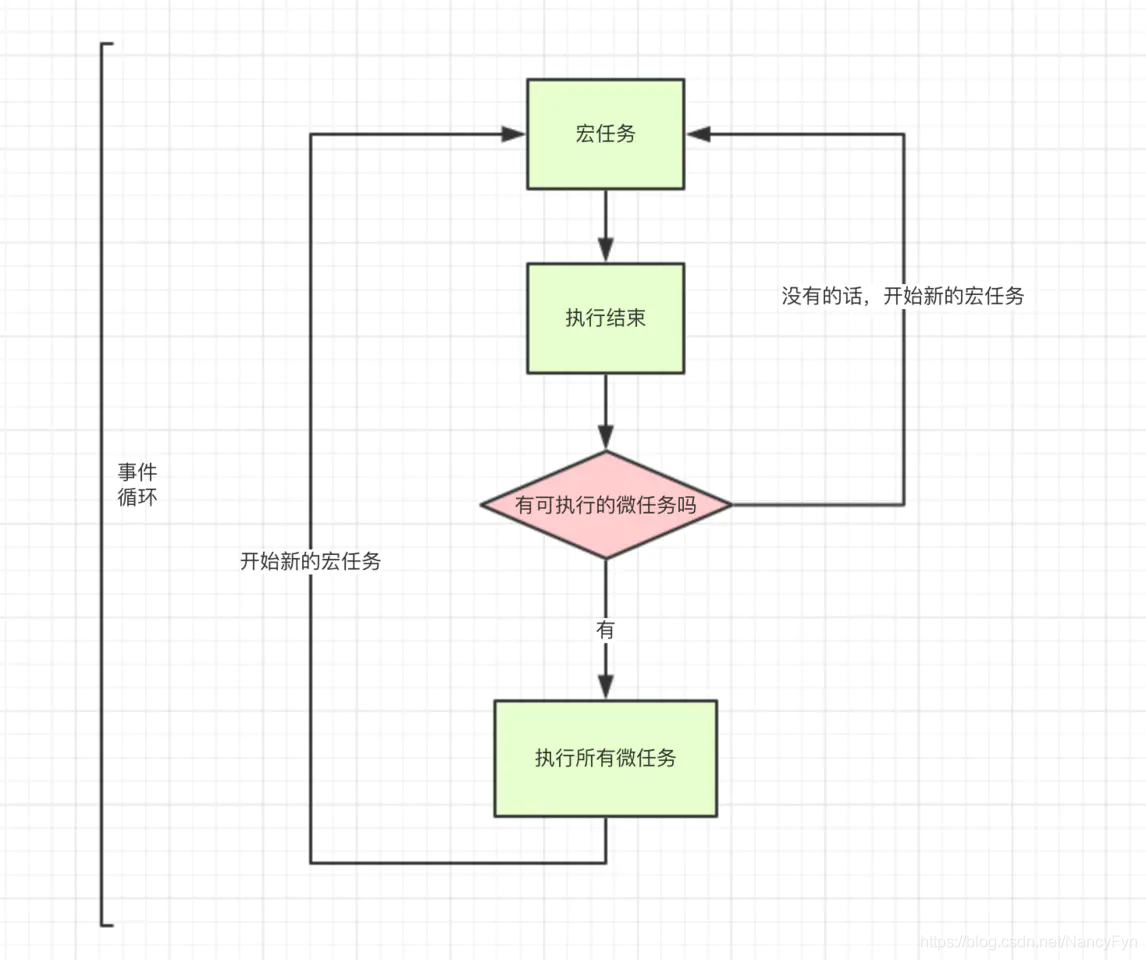 宏任务
执行结束
没有的话，开始新的宏任务
事件
循环
有可执行的微任务吗
开始新的宏任务
有
执行所有微任务
https://blog.csdn.net/NancyFyn